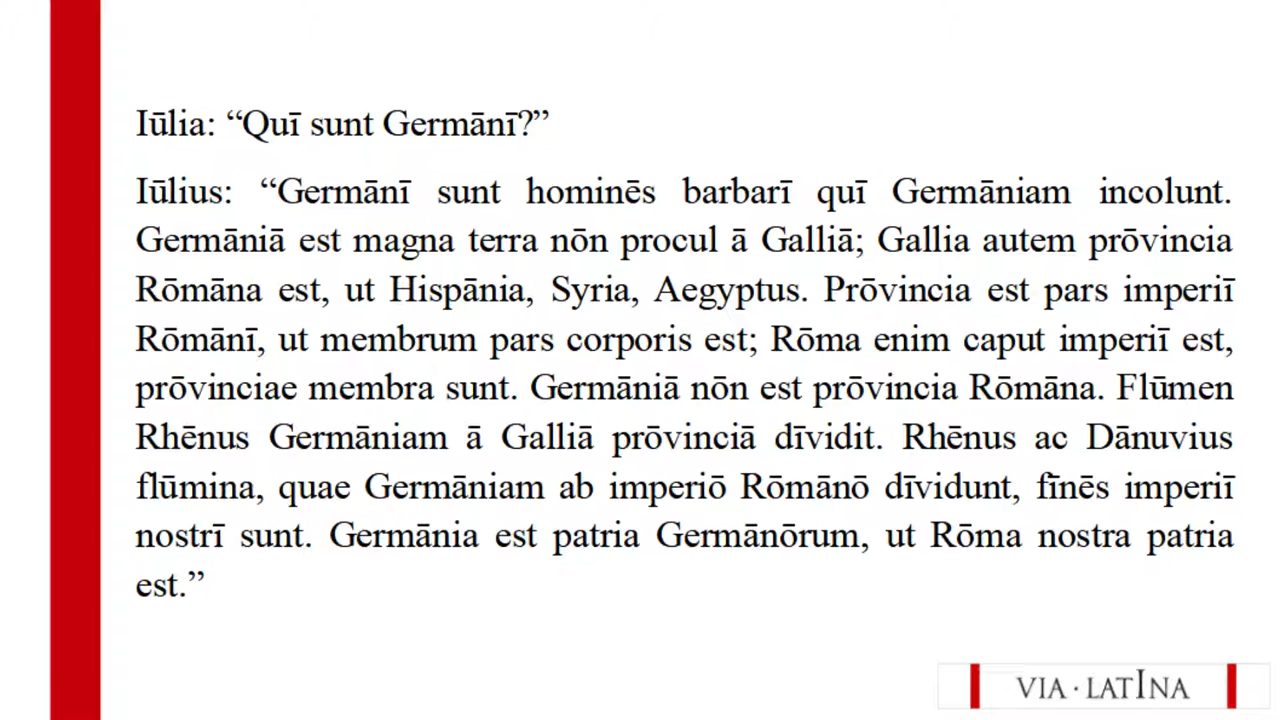 Iūlia: “Quī sunt Germānī?”
Iūlius: “Germānī sunt hominēs barbarī quī Germāniam incolunt.
Germāniā est magna terra nōn procul ā Galliā; Gallia autem prōvincia
Rōmāna est, ut Hispānia, Syria, Aegyptus. Prōvincia est pars imperiī
Rōmānī, ut membrum pars corporis est; Rōma enim caput imperiī est,
prōvinciae membra sunt. Germāniā nōn est prōvincia Rōmāna. Flūmen
Rhēnus Germāniam ā Galliā prōvinciā dīvidit. Rhēnus ac Dānuvius
flūmina, quae Germāniam ab imperiō Rōmānō dīvidunt, fīnēs imperiī
nostrī sunt. Germānia est patria Germānōrum, ut Rōma nostra patria
est.”
VIA · LATINA